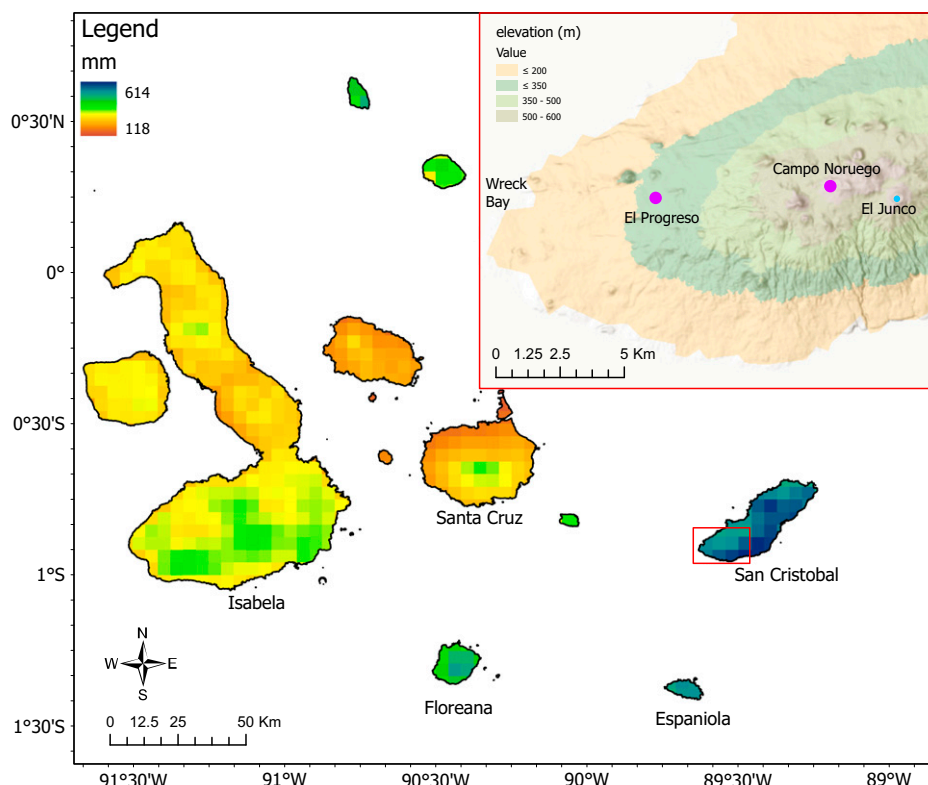 Legend
mm
614
118
elevation (m)
Value
≤ 200
≤ 350
350 - 500
500 - 600
Wreck
Bay
El Progreso
Campo Noruego
El Junco
0 1.25 2.5 5 Km
0°30'N
0°
0°30'S
1°S
1°30'S
Santa Cruz
San Cristobal
Isabela
Floreana
Espaniola
N
W E
S
0 12.5 25 50 Km
91°30'W 91°W 90°30'W 90°W 89°30'W 89°W